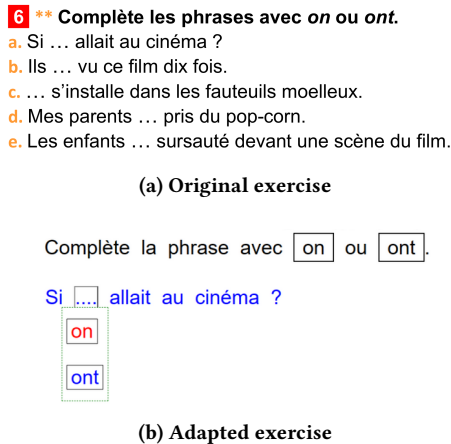 6 ** Complète les phrases avec on ou ont.
a. Si … allait au cinéma ?
b. Ils … vu ce film dix fois.
c. … s’installe dans les fauteuils moelleux.
d. Mes parents … pris du pop-corn.
e. Les enfants … sursauté devant une scène du film.
(a) Original exercise
Complète la phrase avec on ou ont.
Si .... allait au cinéma ?
on
ont
(b) Adapted exercise